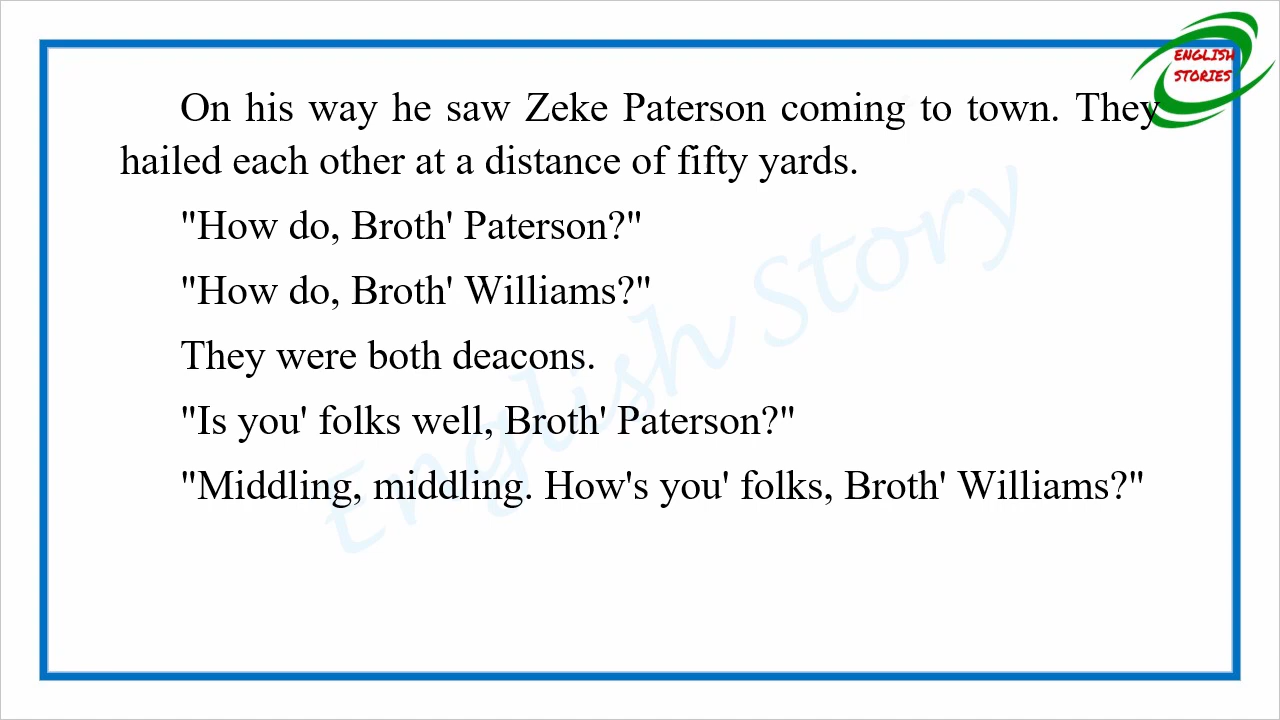 ENGLISH
STORIES
On his way he saw Zeke Paterson coming to town. They
hailed each other at a distance of fifty yards.
"How do, Broth' Paterson?"
"How do, Broth' Williams?"
They were both deacons.
"Is you' folks well, Broth' Paterson?"
"Middling, middling. How's you' folks, Broth' Williams?"
English Story